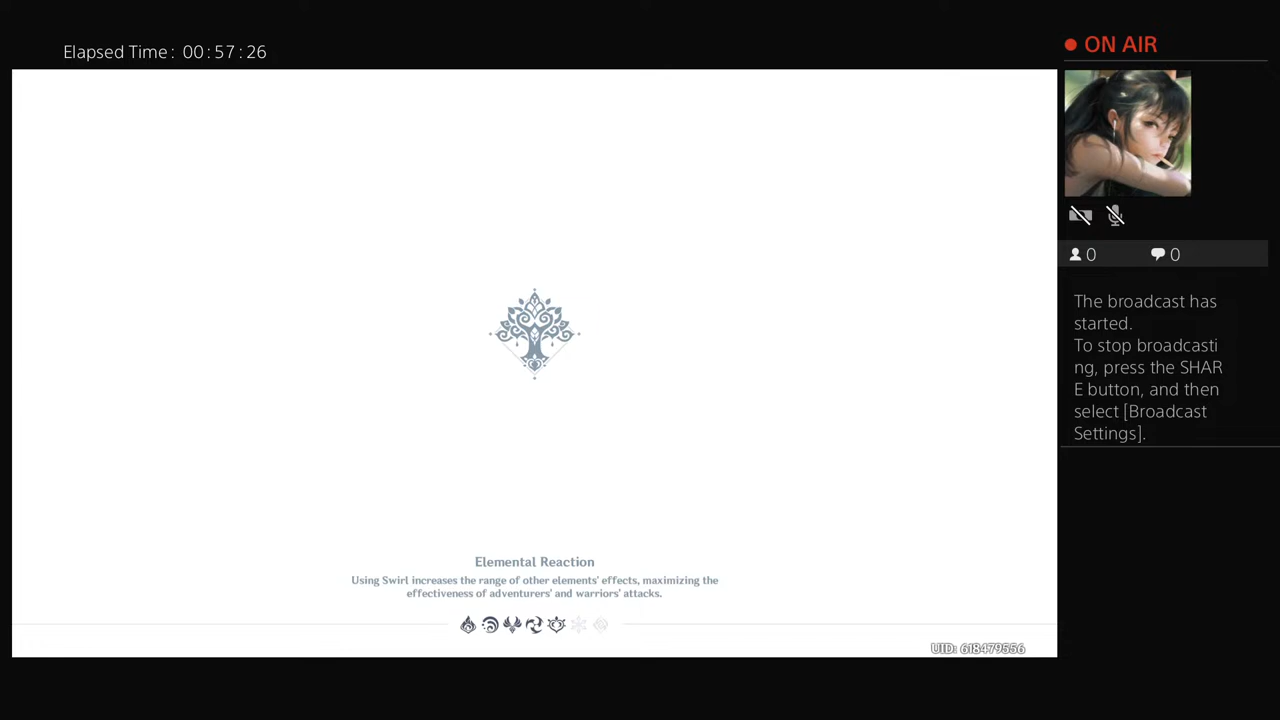 Elapsed Time: 00:57:26
ON AIR
0
0
The broadcast has
started.
To stop broadcasti
ng, press the SHAR
E button, and then
select [Broadcast
Settings].
Elemental Reaction
Using Swirl increases the range of other elements' effects, maximizing the
effectiveness of adventurers' and warriors' attacks.
UID: 618479556